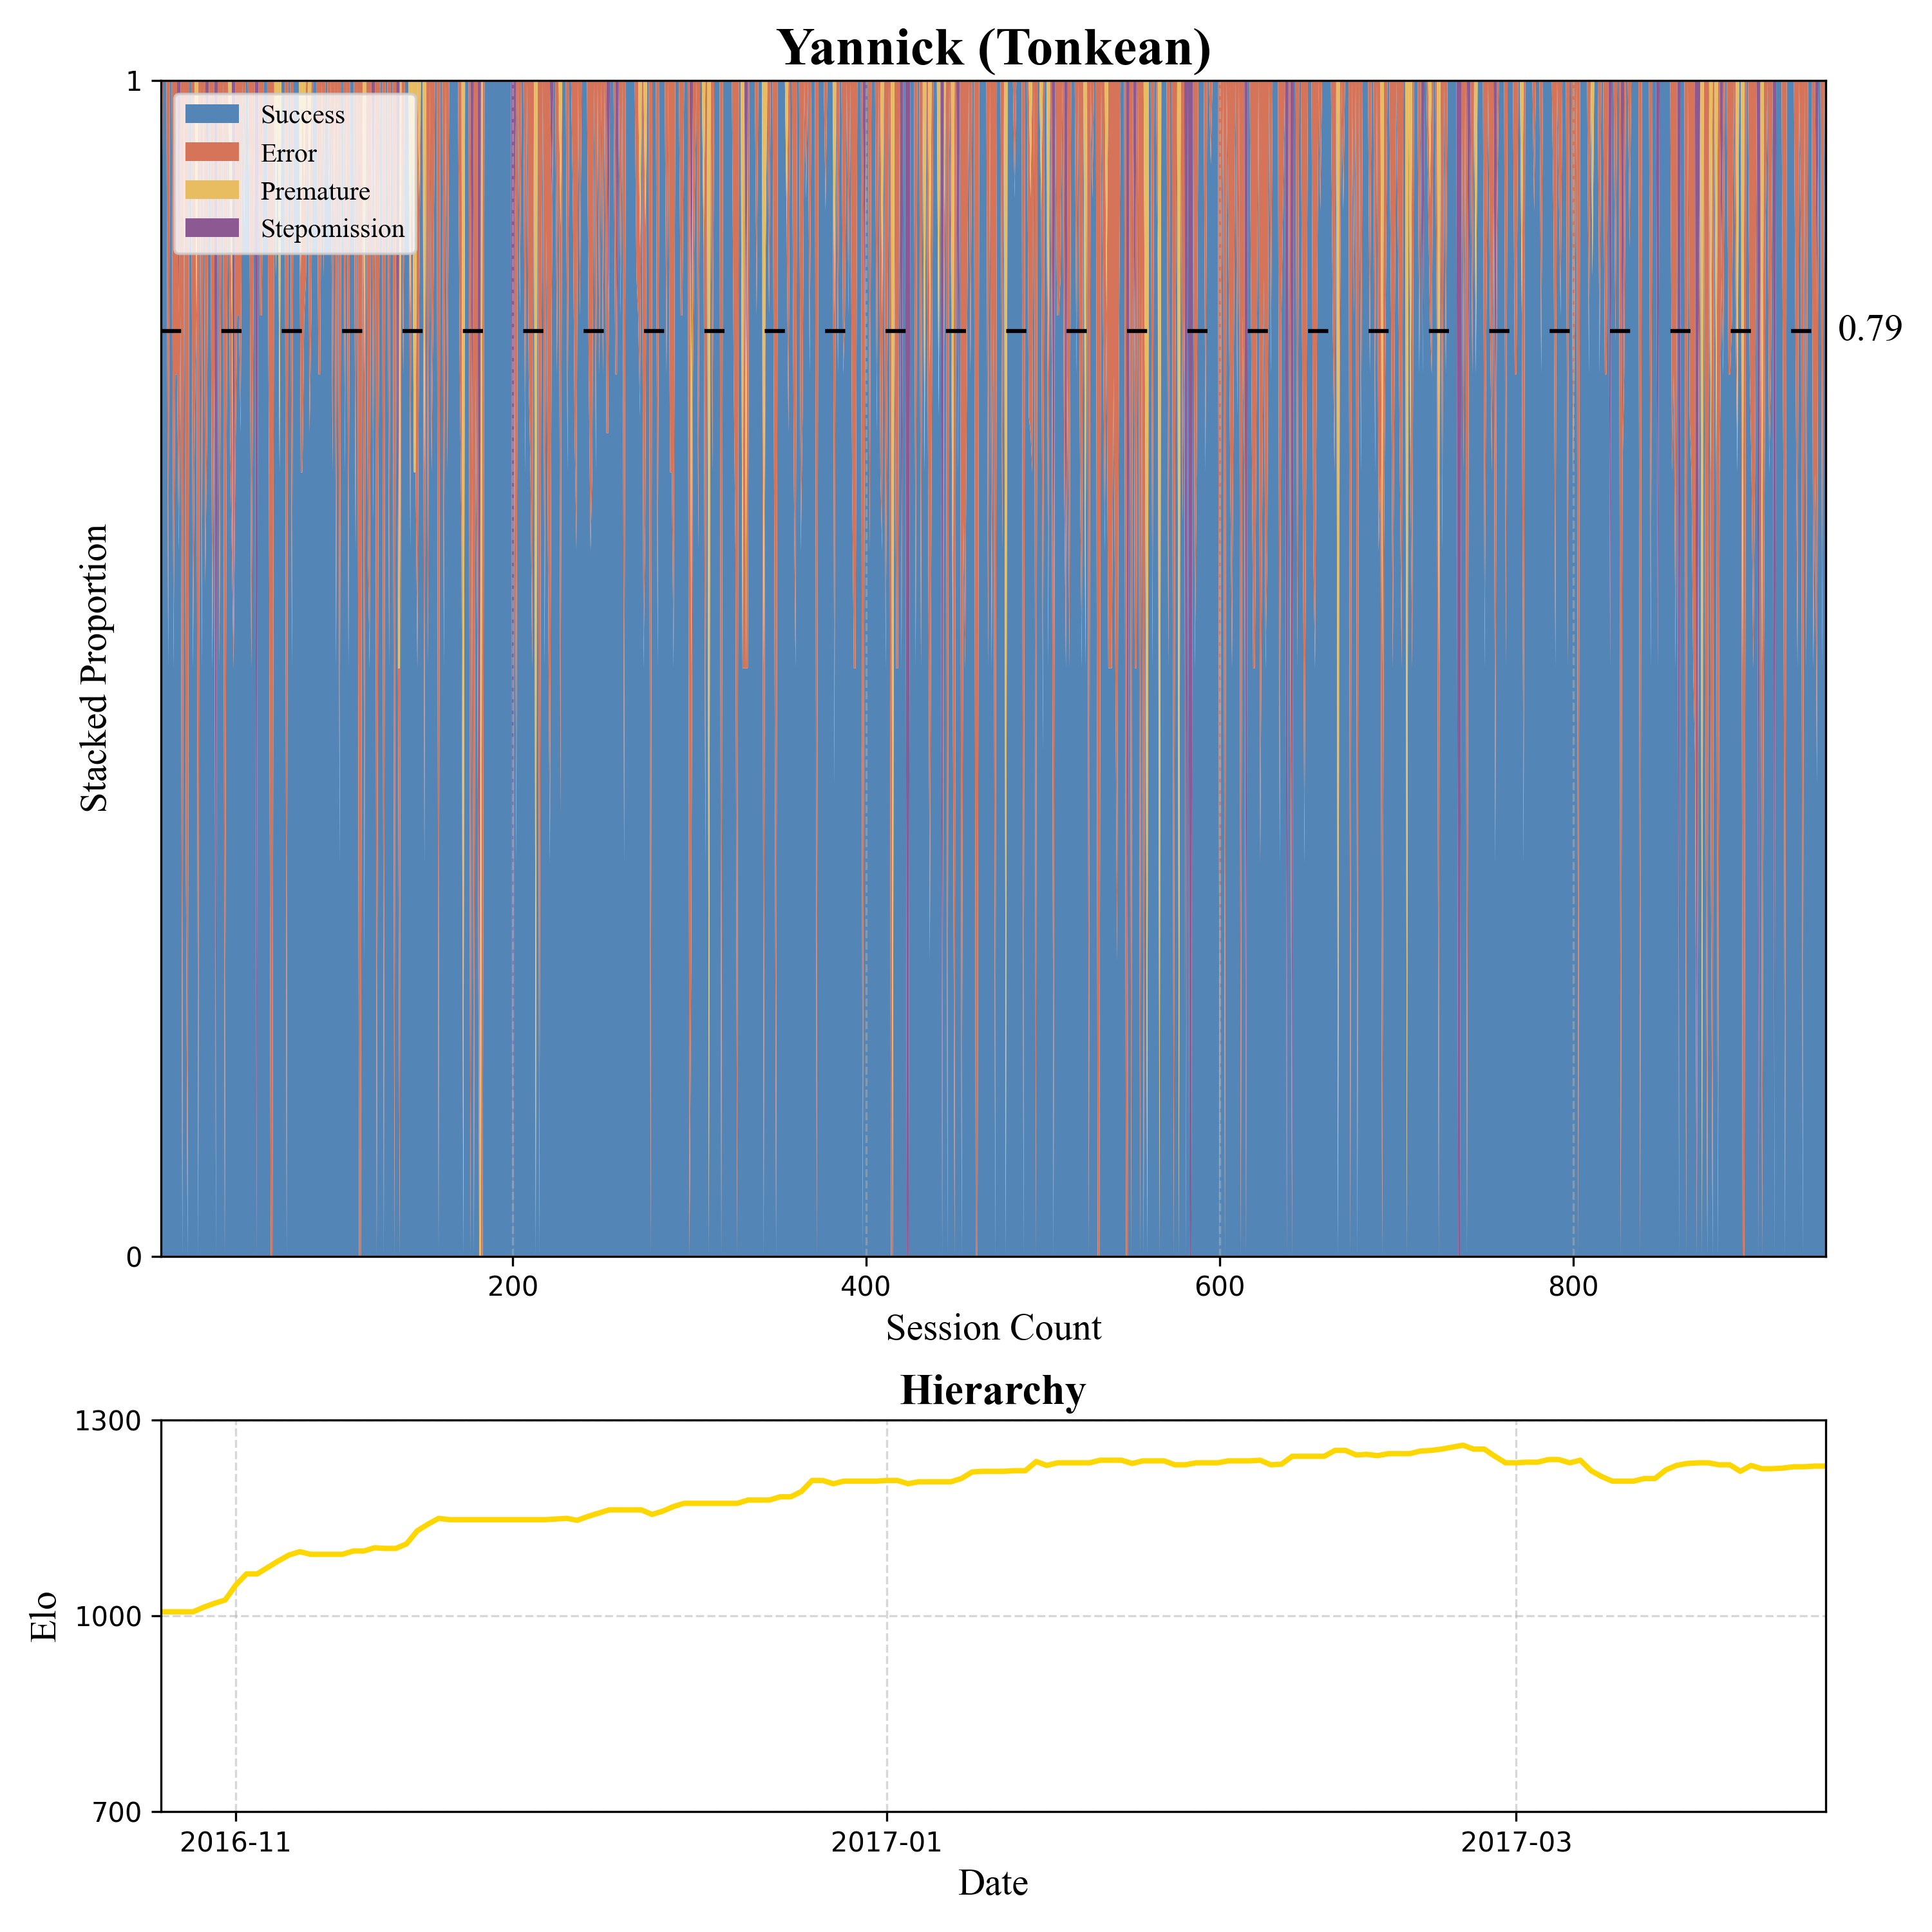 Yannick (Tonkean)
1
Success
Error
Premature
Stepomission
0.79
Stacked Proportion
0
200 400 600 800
Session Count
Hierarchy
1300
1000
700
Elo
2016-11 2017-01 2017-03
Date